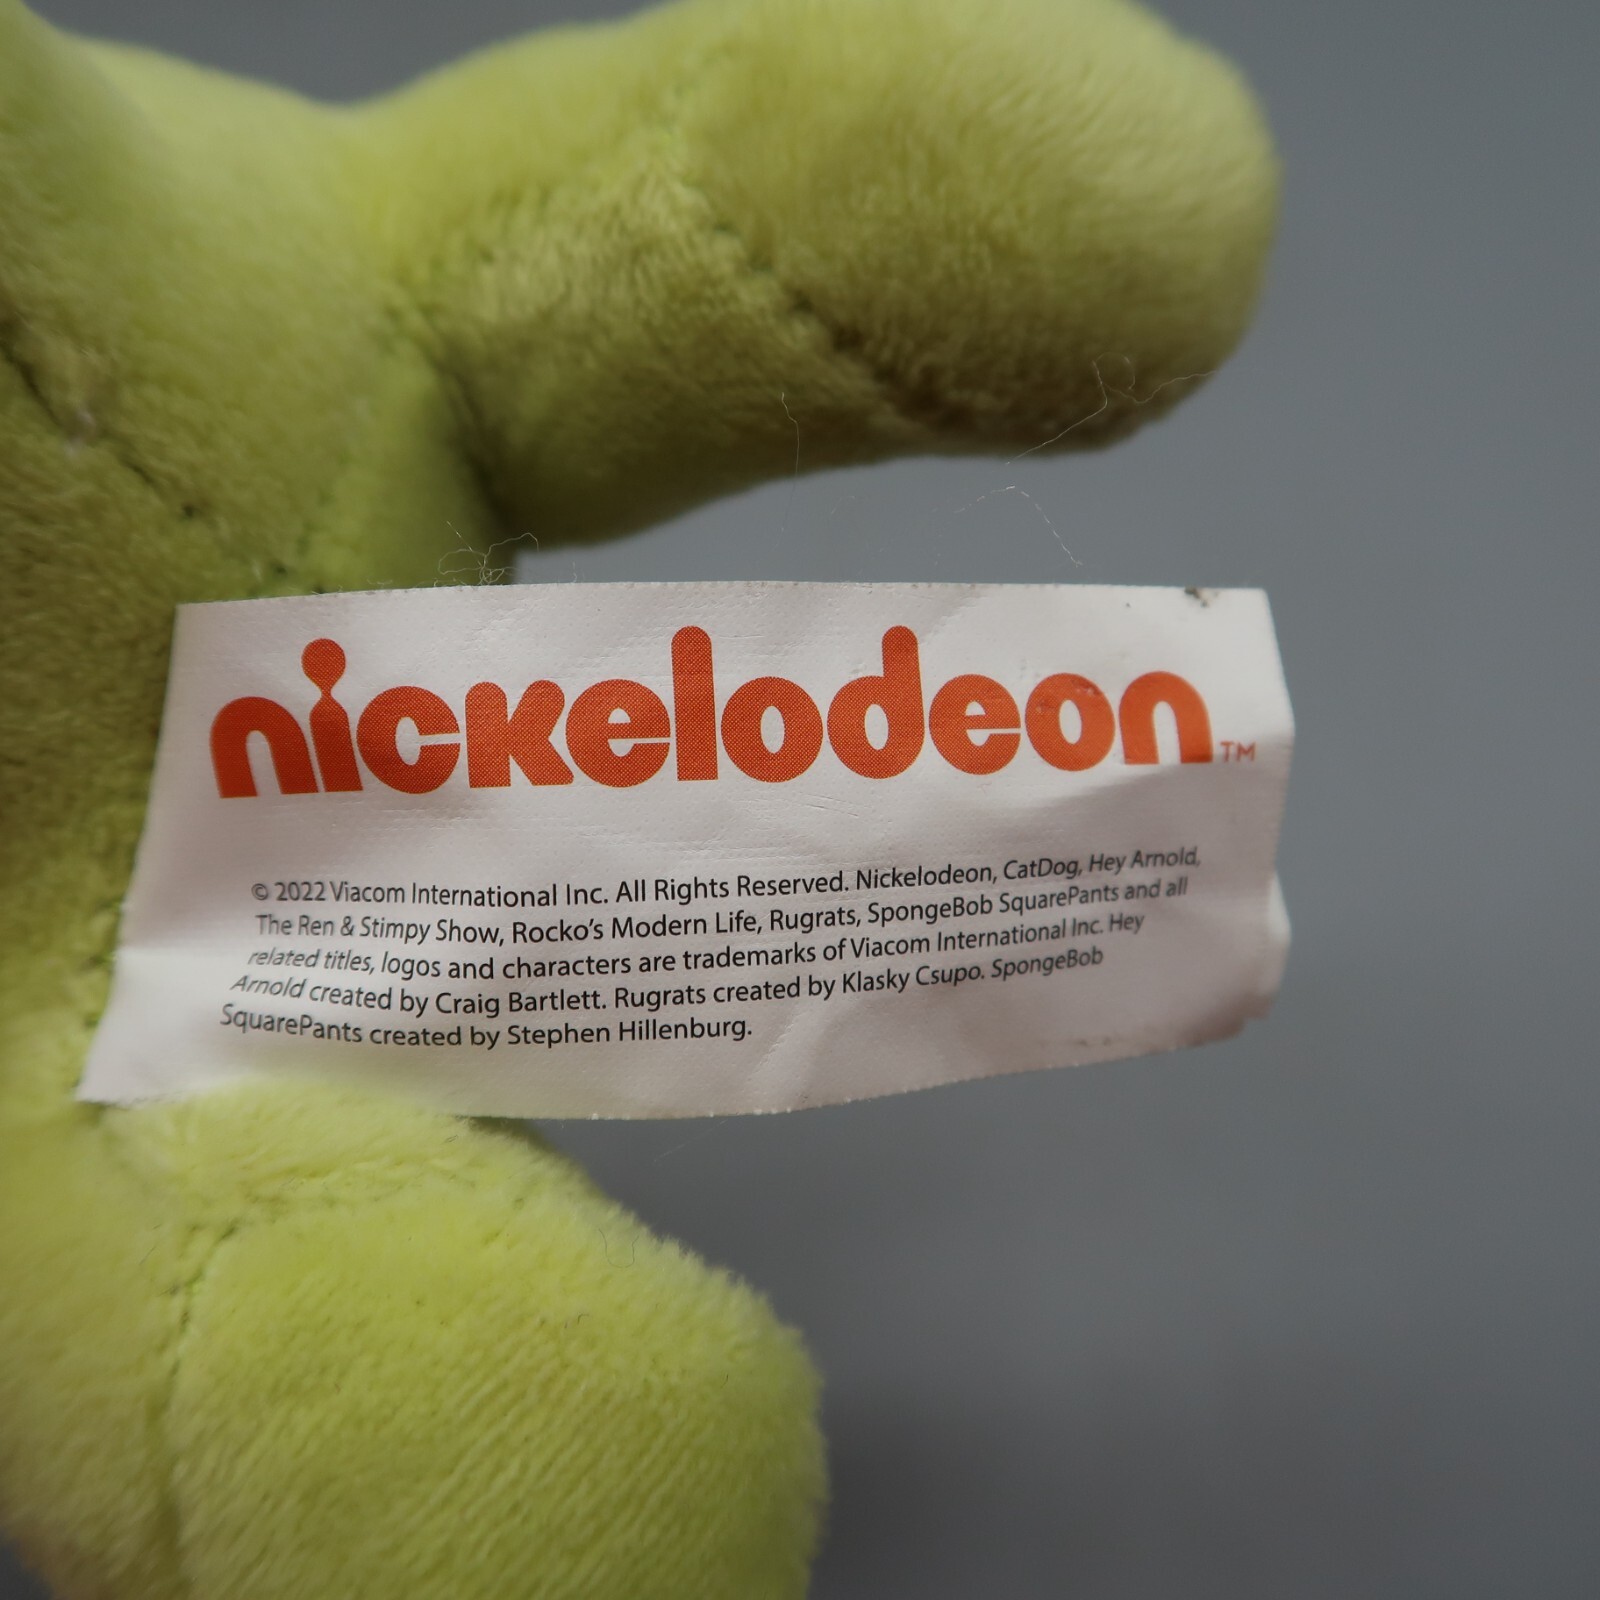 nickelodeon™
© 2022 Viacom International Inc. All Rights Reserved. Nickelodeon, CatDog, Hey Arnold,
The Ren & Stimpy Show, Rocko's Modern Life, Rugrats, SpongeBob SquarePants and all
related titles, logos and characters are trademarks of Viacom International Inc. Hey
Arnold created by Craig Bartlett. Rugrats created by Klasky Csupo. SpongeBob
SquarePants created by Stephen Hillenburg.